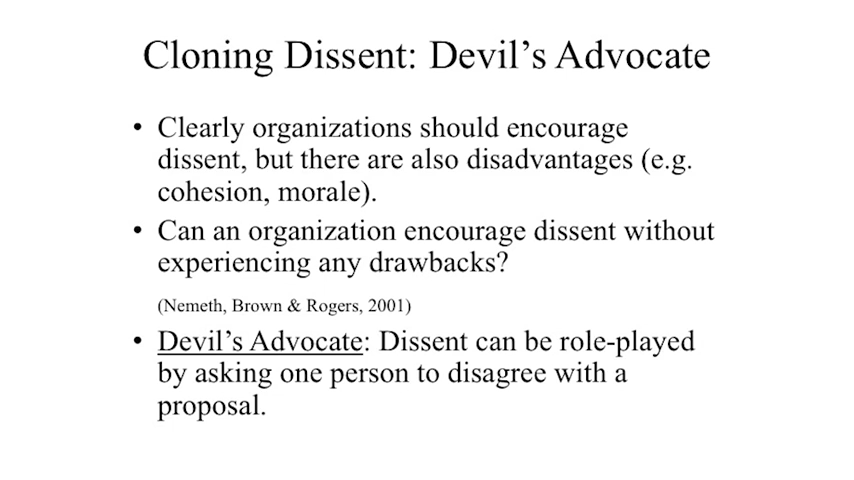 Cloning Dissent: Devil’s Advocate
• Clearly organizations should encourage
dissent, but there are also disadvantages (e.g.
cohesion, morale).
• Can an organization encourage dissent without
experiencing any drawbacks?
(Nemeth, Brown & Rogers, 2001)
• Devil’s Advocate: Dissent can be role-played
by asking one person to disagree with a
proposal.